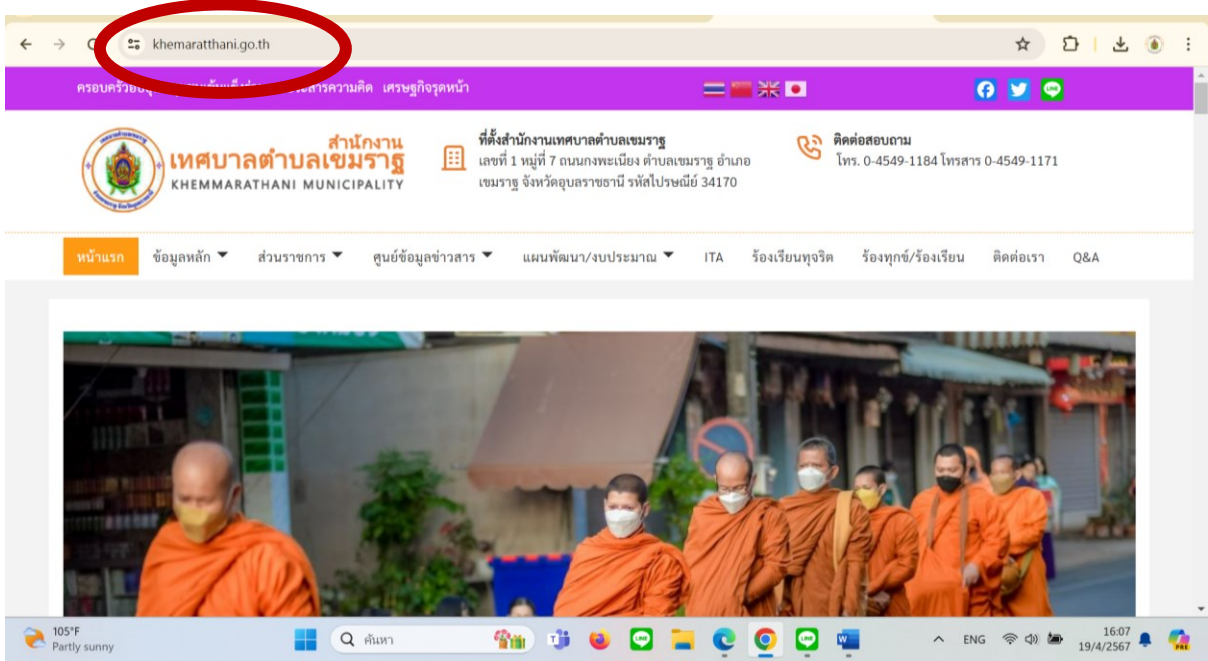 khemaratthani.go.th
ความคิด เศรษฐกิจรุดหน้า
สำนักงาน
เทศบาลตำบลเขมราฐ
KHEMMARATHANI MUNICIPALITY
ที่ตั้งสำนักงานเทศบาลตำบลเขมราฐ
เลขที่ 1 หมู่ที่ 7 ถนนกงพะเนียง ตำบลเขมราฐ อำเภอ
เขมราฐ จังหวัดอุบลราชธานี รหัสไปรษณีย์ 34170
ติดต่อสอบถาม
โทร. 0-4549-1184 โทรสาร 0-4549-1171
หน้าแรก ข้อมูลหลัก ส่วนราชการ ศูนย์ข้อมูลข่าวสาร แผนพัฒนา/งบประมาณ ITA ร้องเรียนทุจริต ร้องทุกข์/ร้องเรียน ติดต่อเรา Q&A
105°F
Partly sunny
ค้นหา
ENG
16:07
19/4/2567
PRE